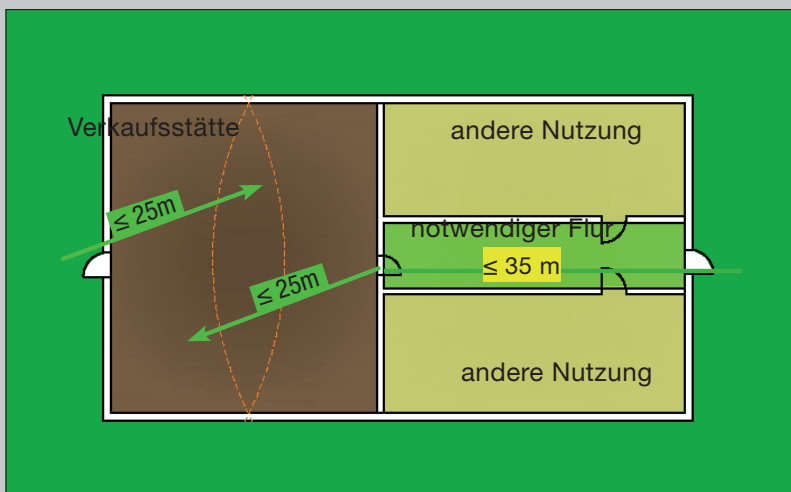 Verkaufsstätte
andere Nutzung
≤ 25m
notwendiger Flur
≤ 35 m
≤ 25m
andere Nutzung